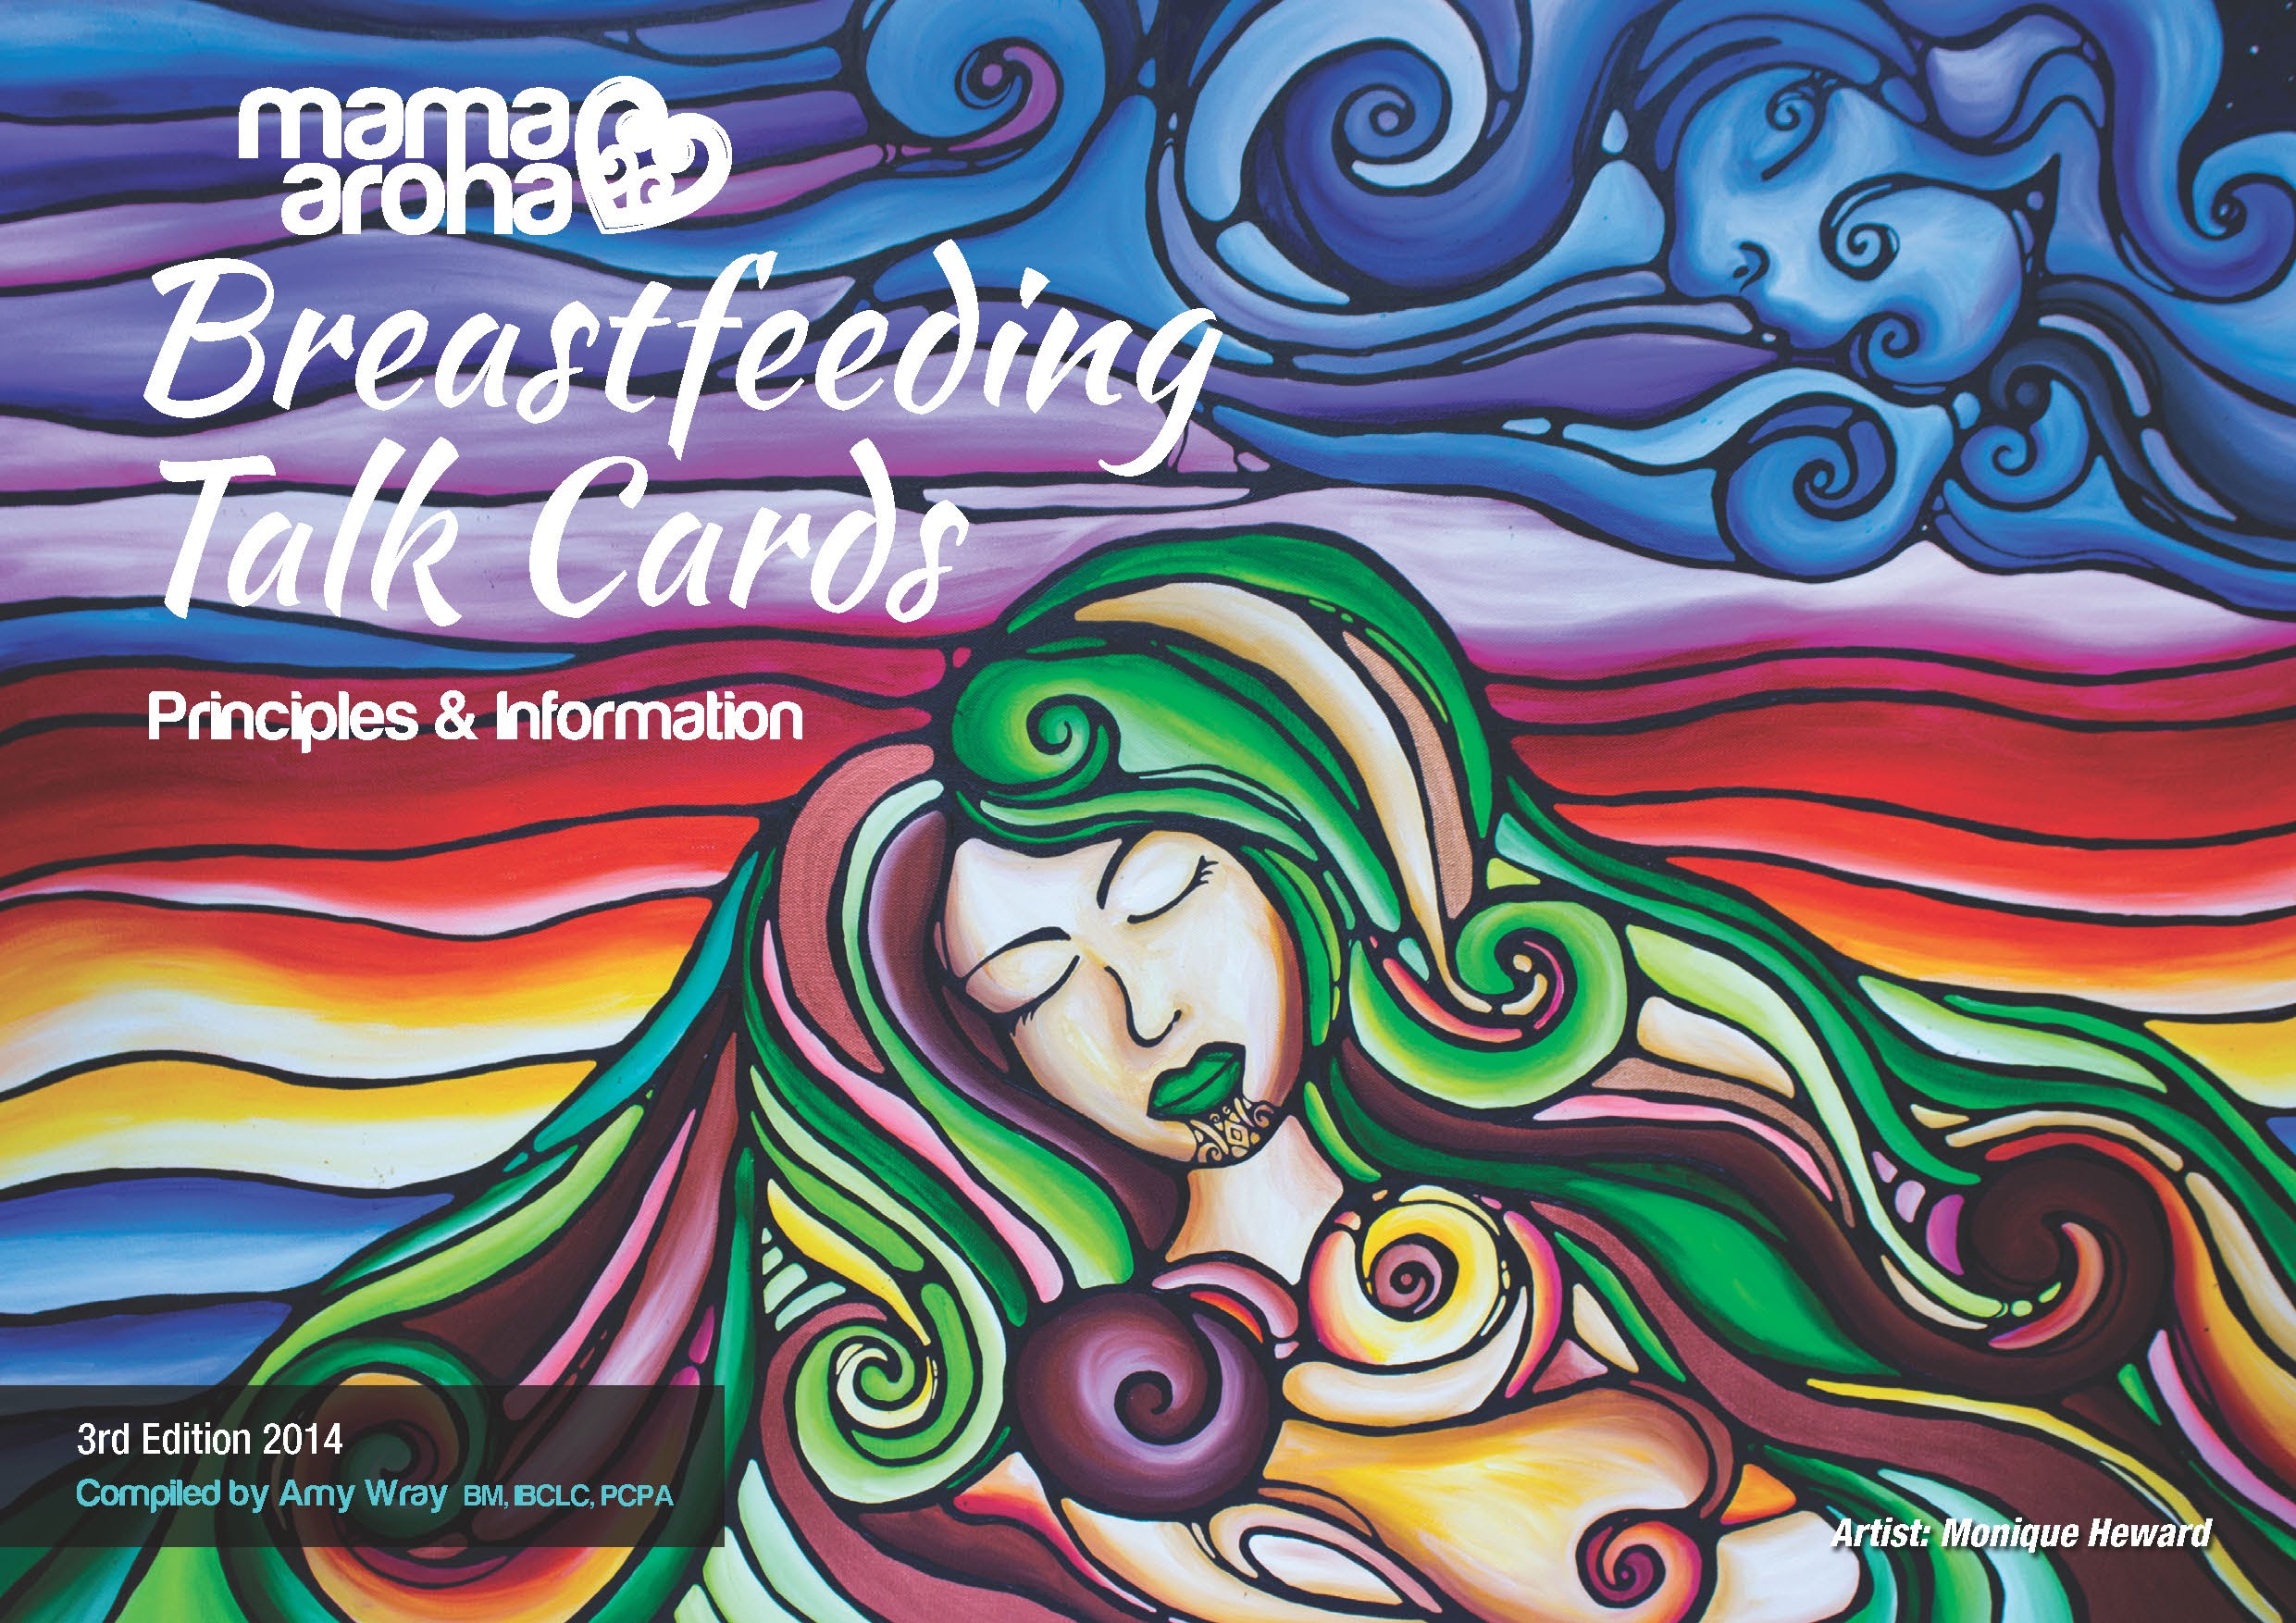 mama
aroha
Breastfeeding
Talk Cards
Principles & Information
3rd Edition 2014
Compiled by Amy Wray BM, IBCLC, PCPA
Artist: Monique Heward